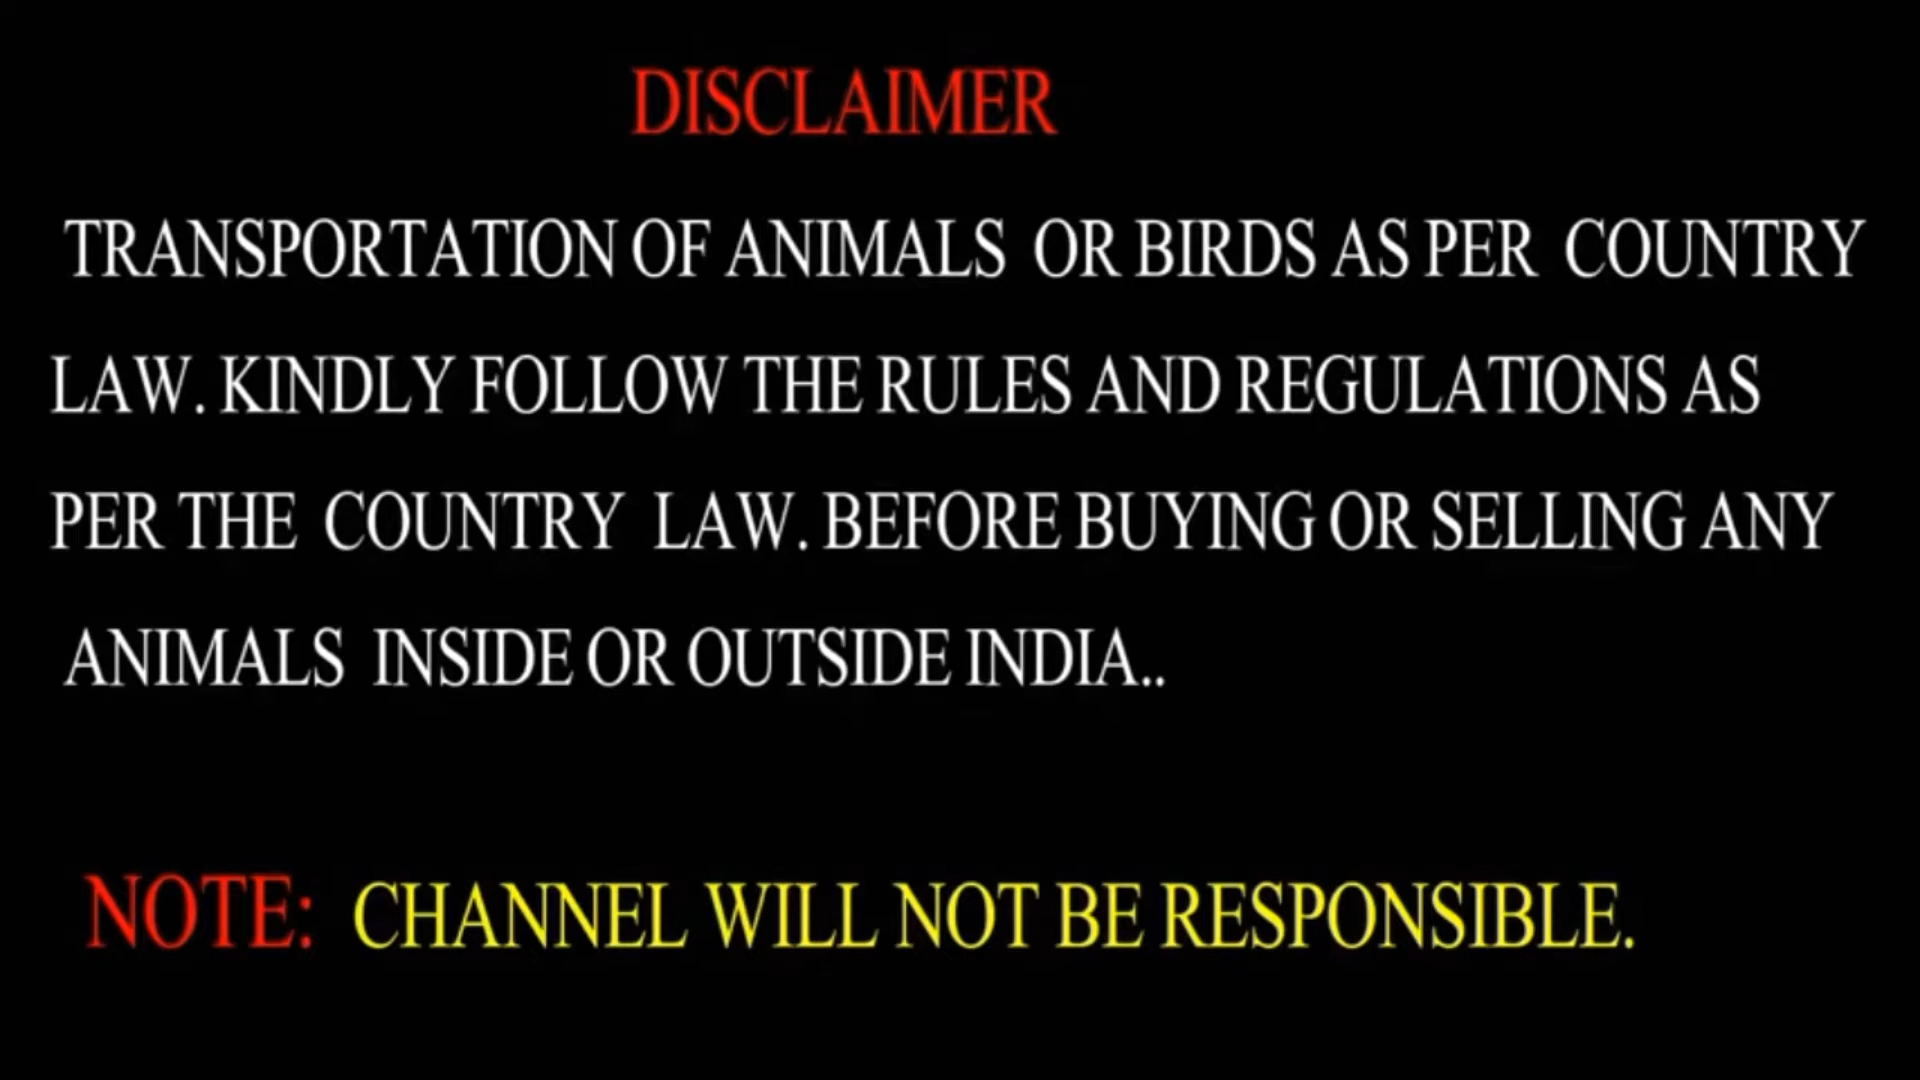 DISCLAIMER
TRANSPORTATION OF ANIMALS OR BIRDS AS PER COUNTRY
LAW. KINDLY FOLLOW THE RULES AND REGULATIONS AS
PER THE COUNTRY LAW. BEFORE BUYING OR SELLING ANY
ANIMALS INSIDE OR OUTSIDE INDIA..
NOTE: CHANNEL WILL NOT BE RESPONSIBLE.